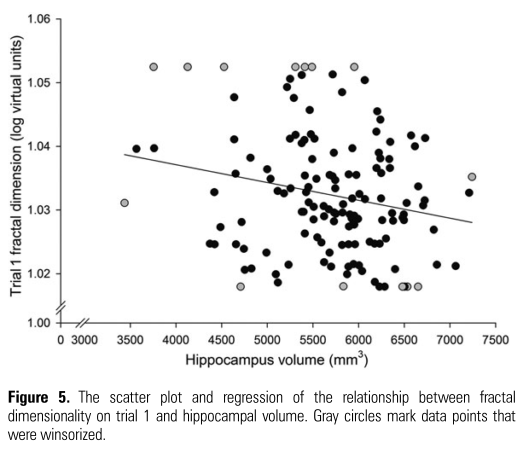 1.06
1.05
1.04
1.03
1.02
1.00
Trial 1 fractal dimension (log virtual units)
0 3000 3500 4000 4500 5000 5500 6000 6500 7000 7500
Hippocampus volume (mm³)
Figure 5. The scatter plot and regression of the relationship between fractal
dimensionality on trial 1 and hippocampal volume. Gray circles mark data points that
were winsorized.